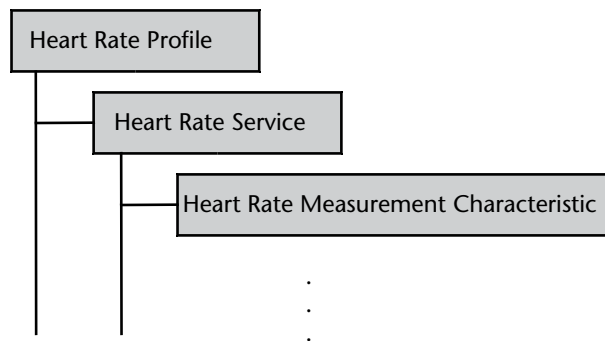 Heart Rate Profile
Heart Rate Service
Heart Rate Measurement Characteristic
.
.
.